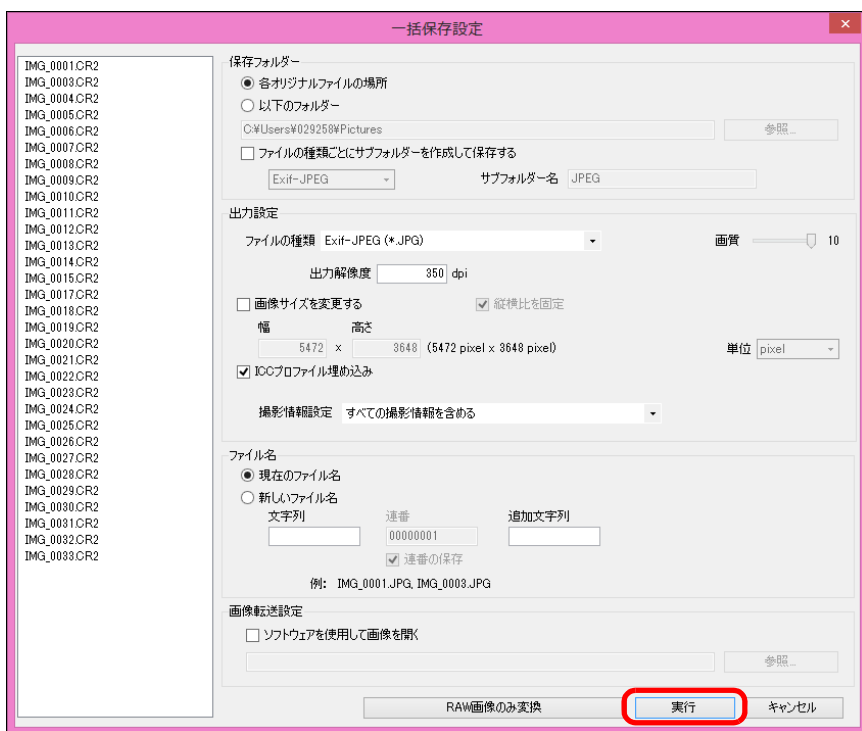 一括保存設定
×
IMG_0001.CR2
IMG_0003.CR2
IMG_0004.CR2
IMG_0005.CR2
IMG_0006.CR2
IMG_0007.CR2
IMG_0008.CR2
IMG_0009.CR2
IMG_0010.CR2
IMG_0011.CR2
IMG_0012.CR2
IMG_0013.CR2
IMG_0014.CR2
IMG_0015.CR2
IMG_0017.CR2
IMG_0018.CR2
IMG_0019.CR2
IMG_0020.CR2
IMG_0021.CR2
IMG_0022.CR2
IMG_0023.CR2
IMG_0024.CR2
IMG_0025.CR2
IMG_0026.CR2
IMG_0027.CR2
IMG_0028.CR2
IMG_0029.CR2
IMG_0030.CR2
IMG_0031.CR2
IMG_0032.CR2
IMG_0033.CR2
保存フォルダー
各オリジナルファイルの場所
以下のフォルダー
C:¥Users¥029258¥Pictures 参照...
ファイルの種類ごとにサブフォルダーを作成して保存する
Exif-JPEG サブフォルダー名 JPEG
出力設定
ファイルの種類 Exif-JPEG (*.JPG) 画質 10
出力解像度 350 dpi
画像サイズを変更する 縦横比を固定
幅 高さ
5472 x 3648 (5472 pixel x 3648 pixel) 単位 pixel
ICCプロファイル埋め込み
撮影情報設定 すべての撮影情報を含める
ファイル名
現在のファイル名
新しいファイル名
文字列 連番 追加文字列
00000001
連番の保存
例: IMG_0001.JPG, IMG_0003.JPG
画像転送設定
ソフトウェアを使用して画像を開く
参照...
RAW画像のみ変換 実行 キャンセル